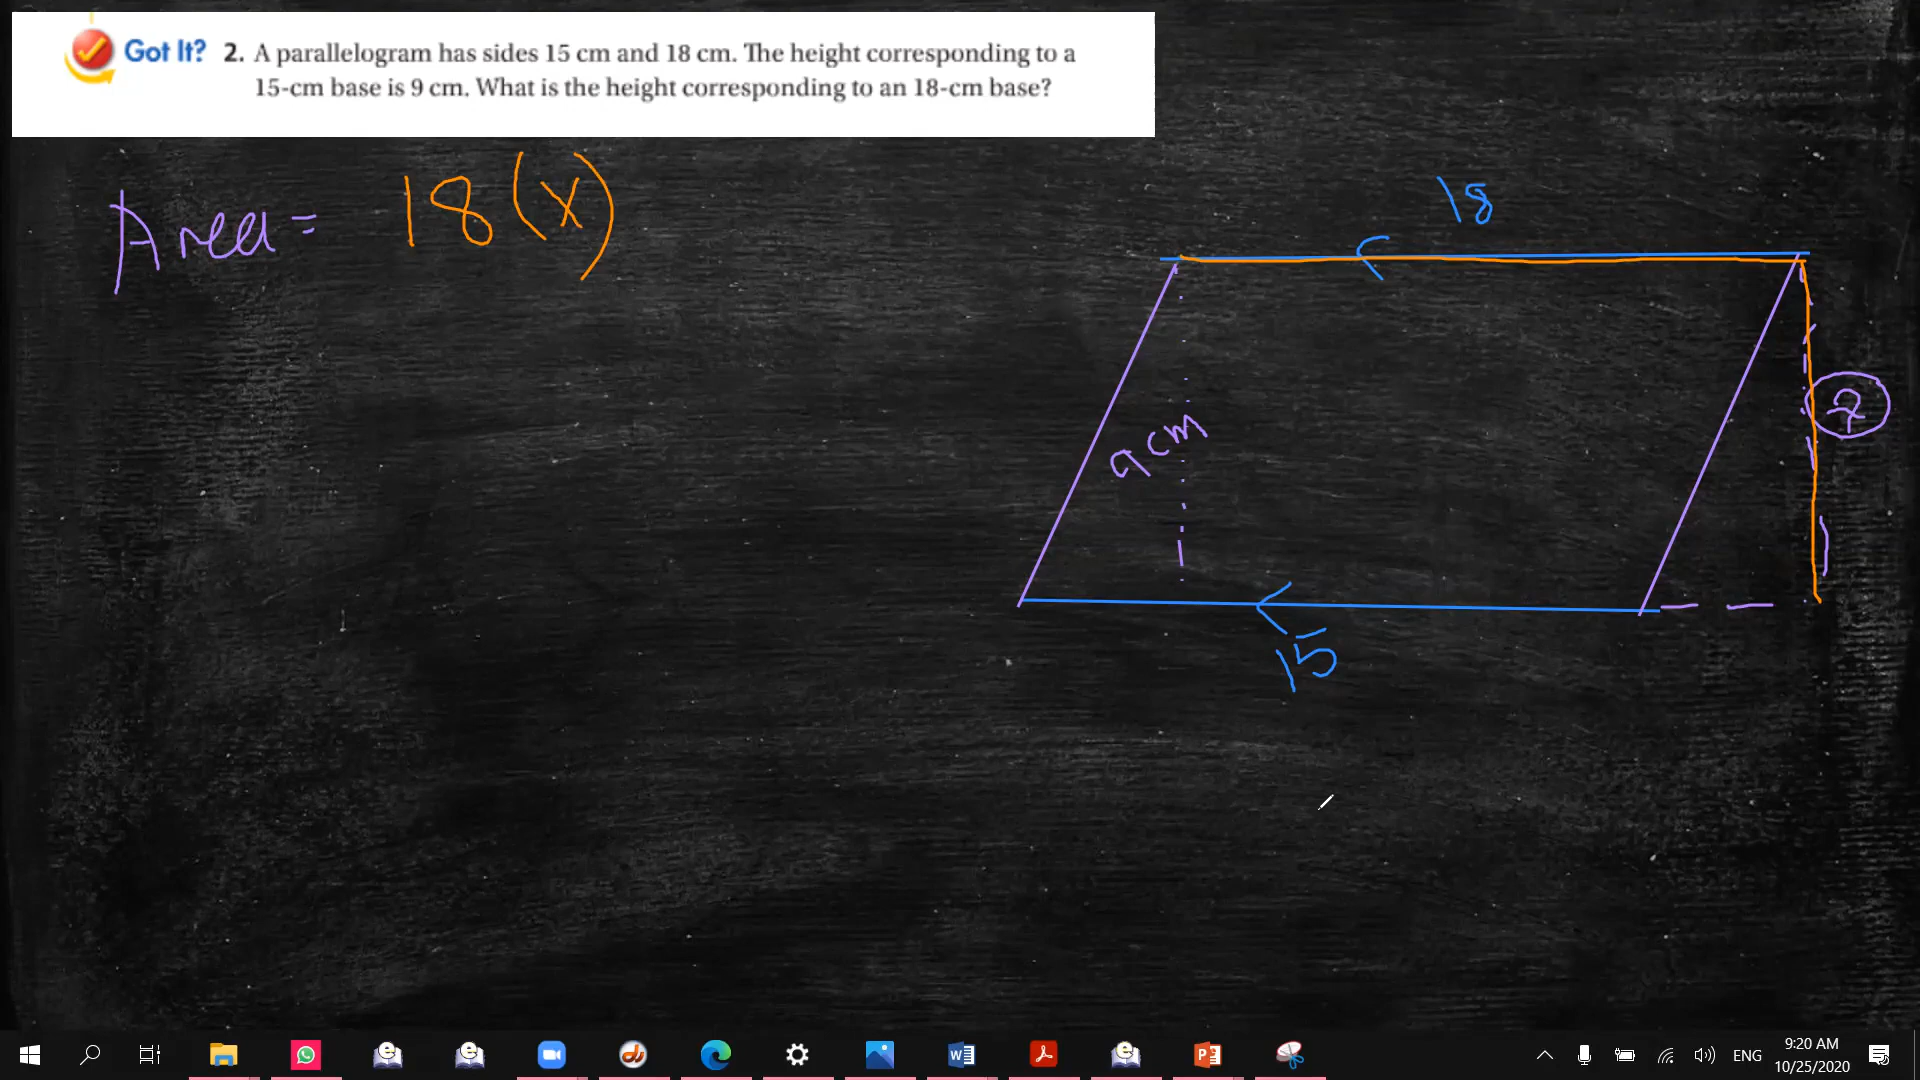 Got It? 2. A parallelogram has sides 15 cm and 18 cm. The height corresponding to a
15-cm base is 9 cm. What is the height corresponding to an 18-cm base?
Area = 18(x)
18
9 cm
?
15
ENG
9:20 AM
10/25/2020